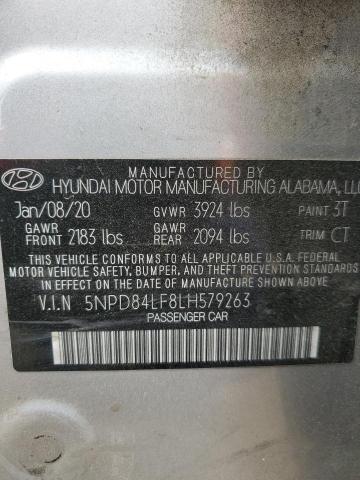 MANUFACTURED BY
HYUNDAI MOTOR MANUFACTURING ALABAMA, LLC
Jan/08/20 GVWR 3924 lbs PAINT 3T
GAWR FRONT 2183 lbs GAWR REAR 2094 lbs TRIM CT
THIS VEHICLE CONFORMS TO ALL APPLICABLE U.S.A FEDERAL
MOTOR VEHICLE SAFETY, BUMPER, AND THEFT PREVENTION STANDARDS
IN EFFECT ON THE DATE OF MANUFACTURE SHOWN ABOVE.
V.I.N 5NPD84LF8LH579263
PASSENGER CAR